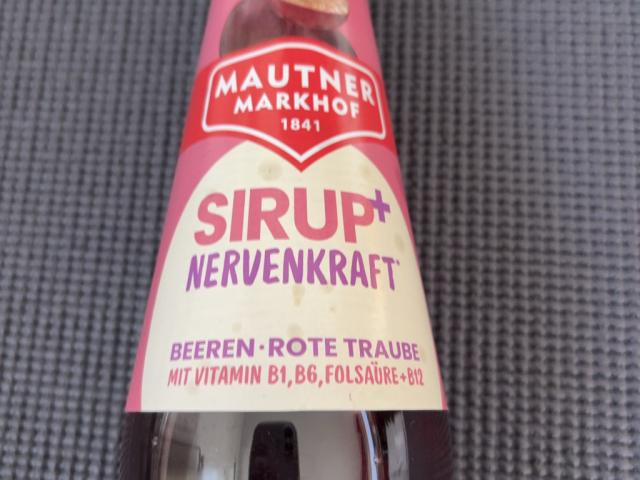 MAUTNER
MARKHOF
1841
SIRUP+
NERVENKRAFT*
BEEREN·ROTE TRAUBE
MIT VITAMIN B1, B6, FOLSÄURE+B12